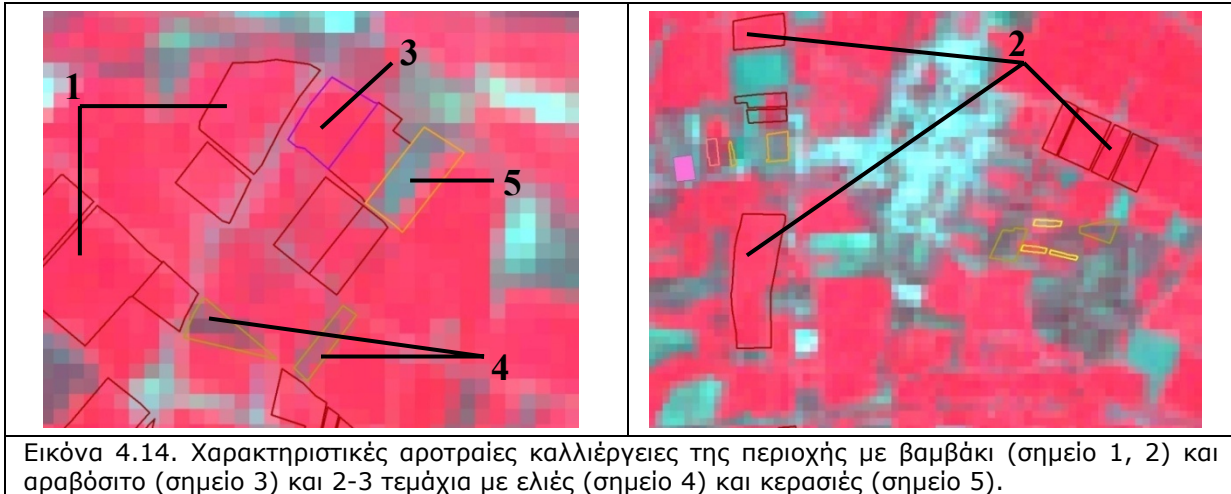 1
3
5
4
2
Εικόνα 4.14. Χαρακτηριστικές αροτραίες καλλιέργειες της περιοχής με βαμβάκι (σημείο 1, 2) και
αραβόσιτο (σημείο 3) και 2-3 τεμάχια με ελιές (σημείο 4) και κερασιές (σημείο 5).